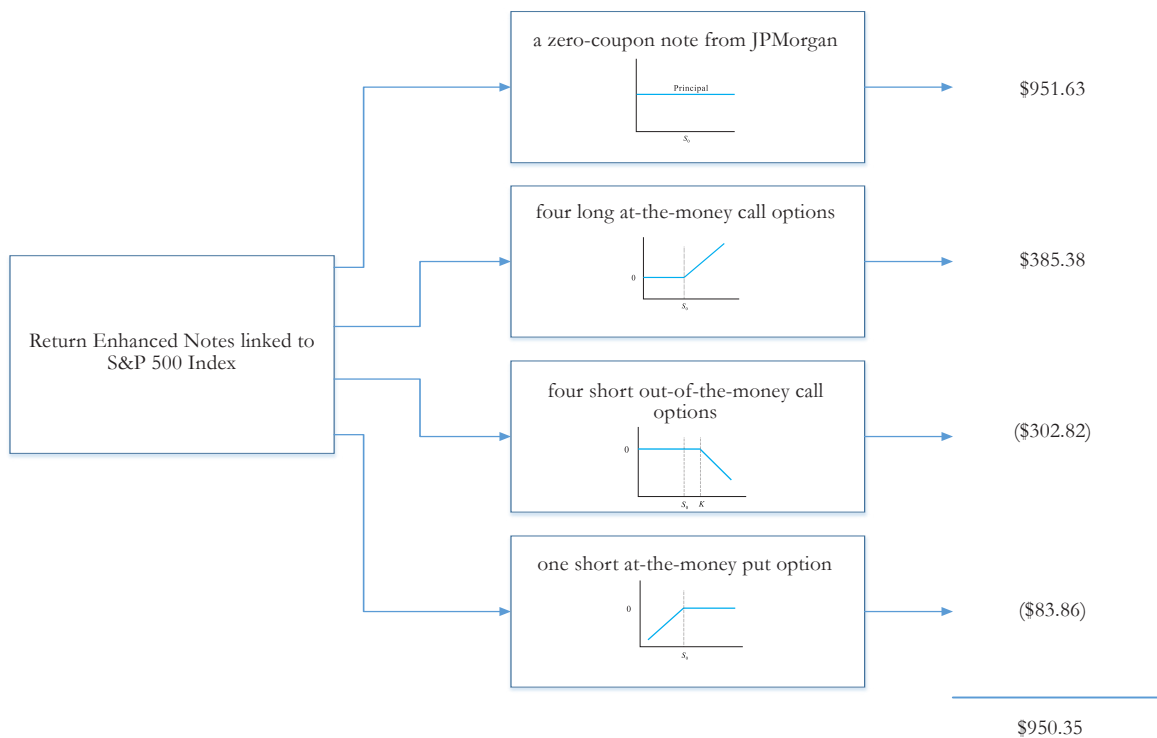 a zero-coupon note from JPMorgan
Principal
S₀
$951.63
four long at-the-money call options
0
S₀
$385.38
Return Enhanced Notes linked to
S&P 500 Index
four short out-of-the-money call
options
0
S₀ K
($302.82)
one short at-the-money put option
0
S₀
($83.86)
$950.35